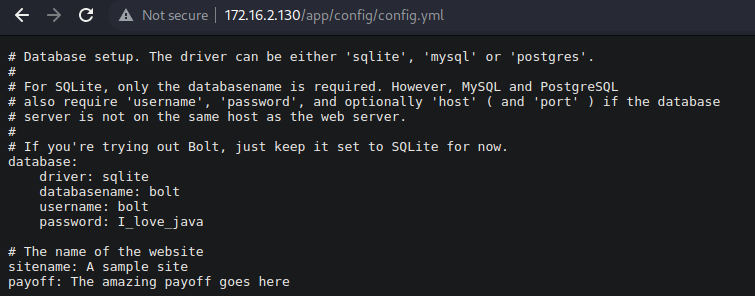 Not secure | 172.16.2.130/app/config/config.yml
# Database setup. The driver can be either 'sqlite', 'mysql' or 'postgres'.
#
# For SQLite, only the databasename is required. However, MySQL and PostgreSQL
# also require 'username', 'password', and optionally 'host' ( and 'port' ) if the database
# server is not on the same host as the web server.
#
# If you're trying out Bolt, just keep it set to SQLite for now.
database:
    driver: sqlite
    databasename: bolt
    username: bolt
    password: I_love_java

# The name of the website
sitename: A sample site
payoff: The amazing payoff goes here